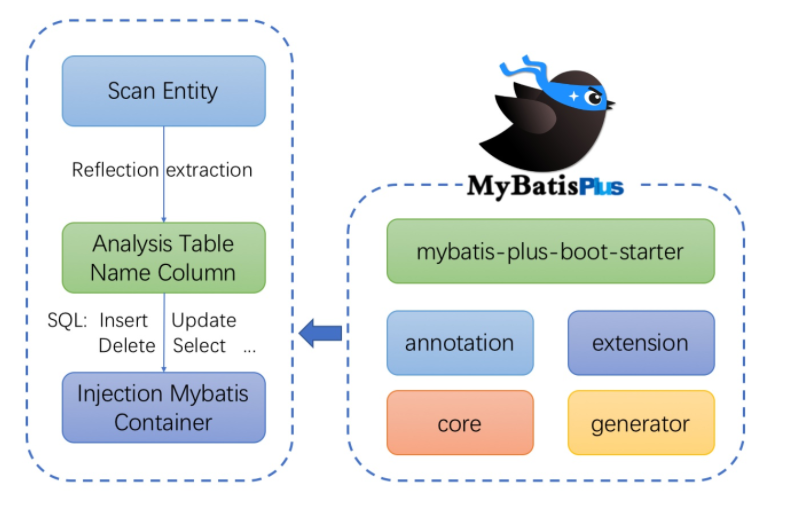 Scan Entity
Reflection extraction
Analysis Table
Name Column
SQL: Insert Update
Delete Select ...
Injection Mybatis
Container
MyBatisPlus
mybatis-plus-boot-starter
annotation
extension
core
generator